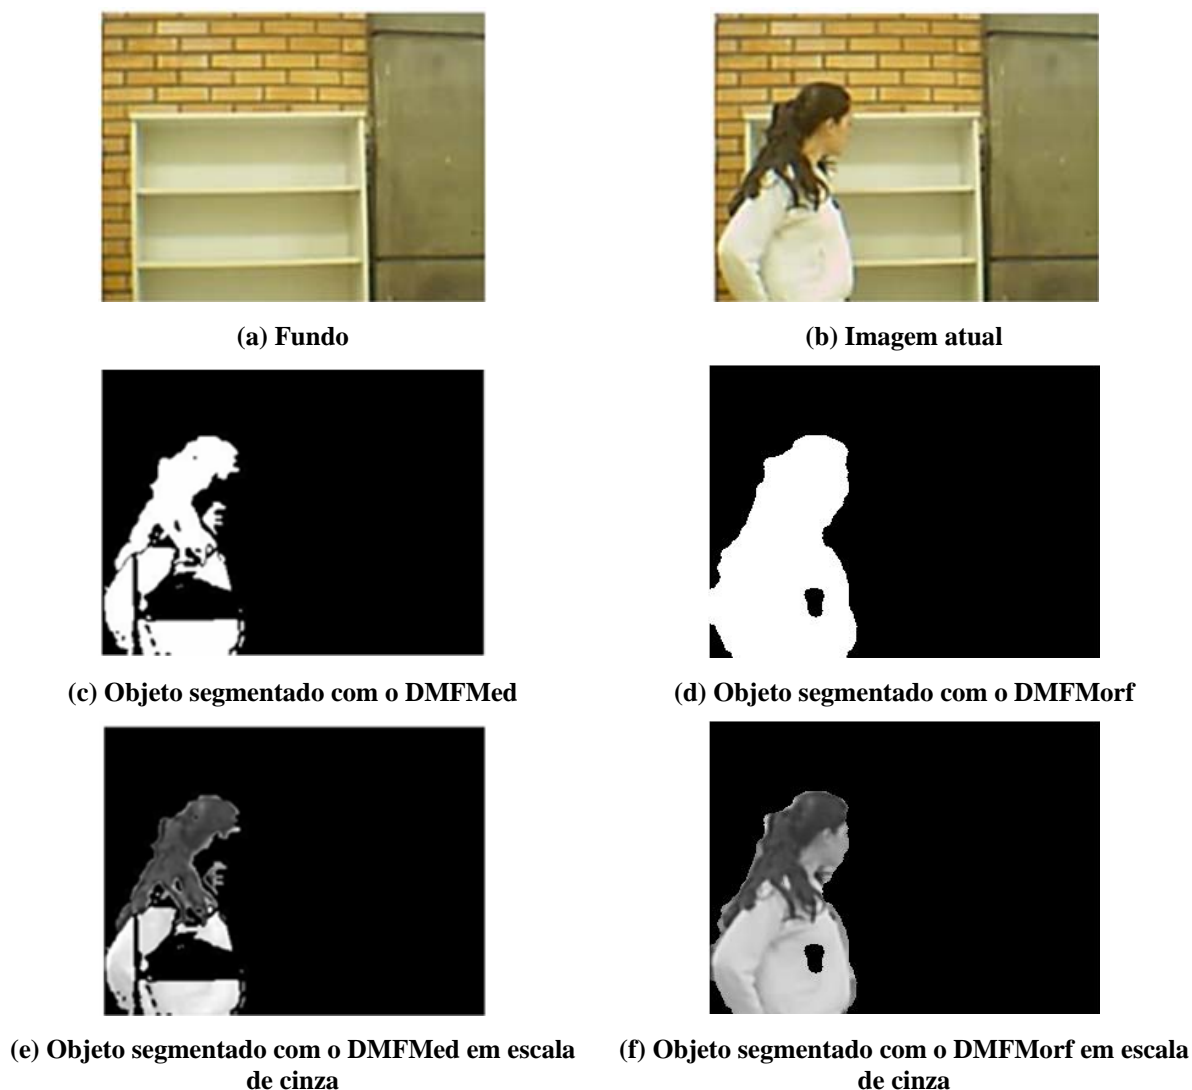 (a) Fundo
(b) Imagem atual
(c) Objeto segmentado com o DMFMed
(d) Objeto segmentado com o DMFMorf
(e) Objeto segmentado com o DMFMed em escala
de cinza
(f) Objeto segmentado com o DMFMorf em escala
de cinza